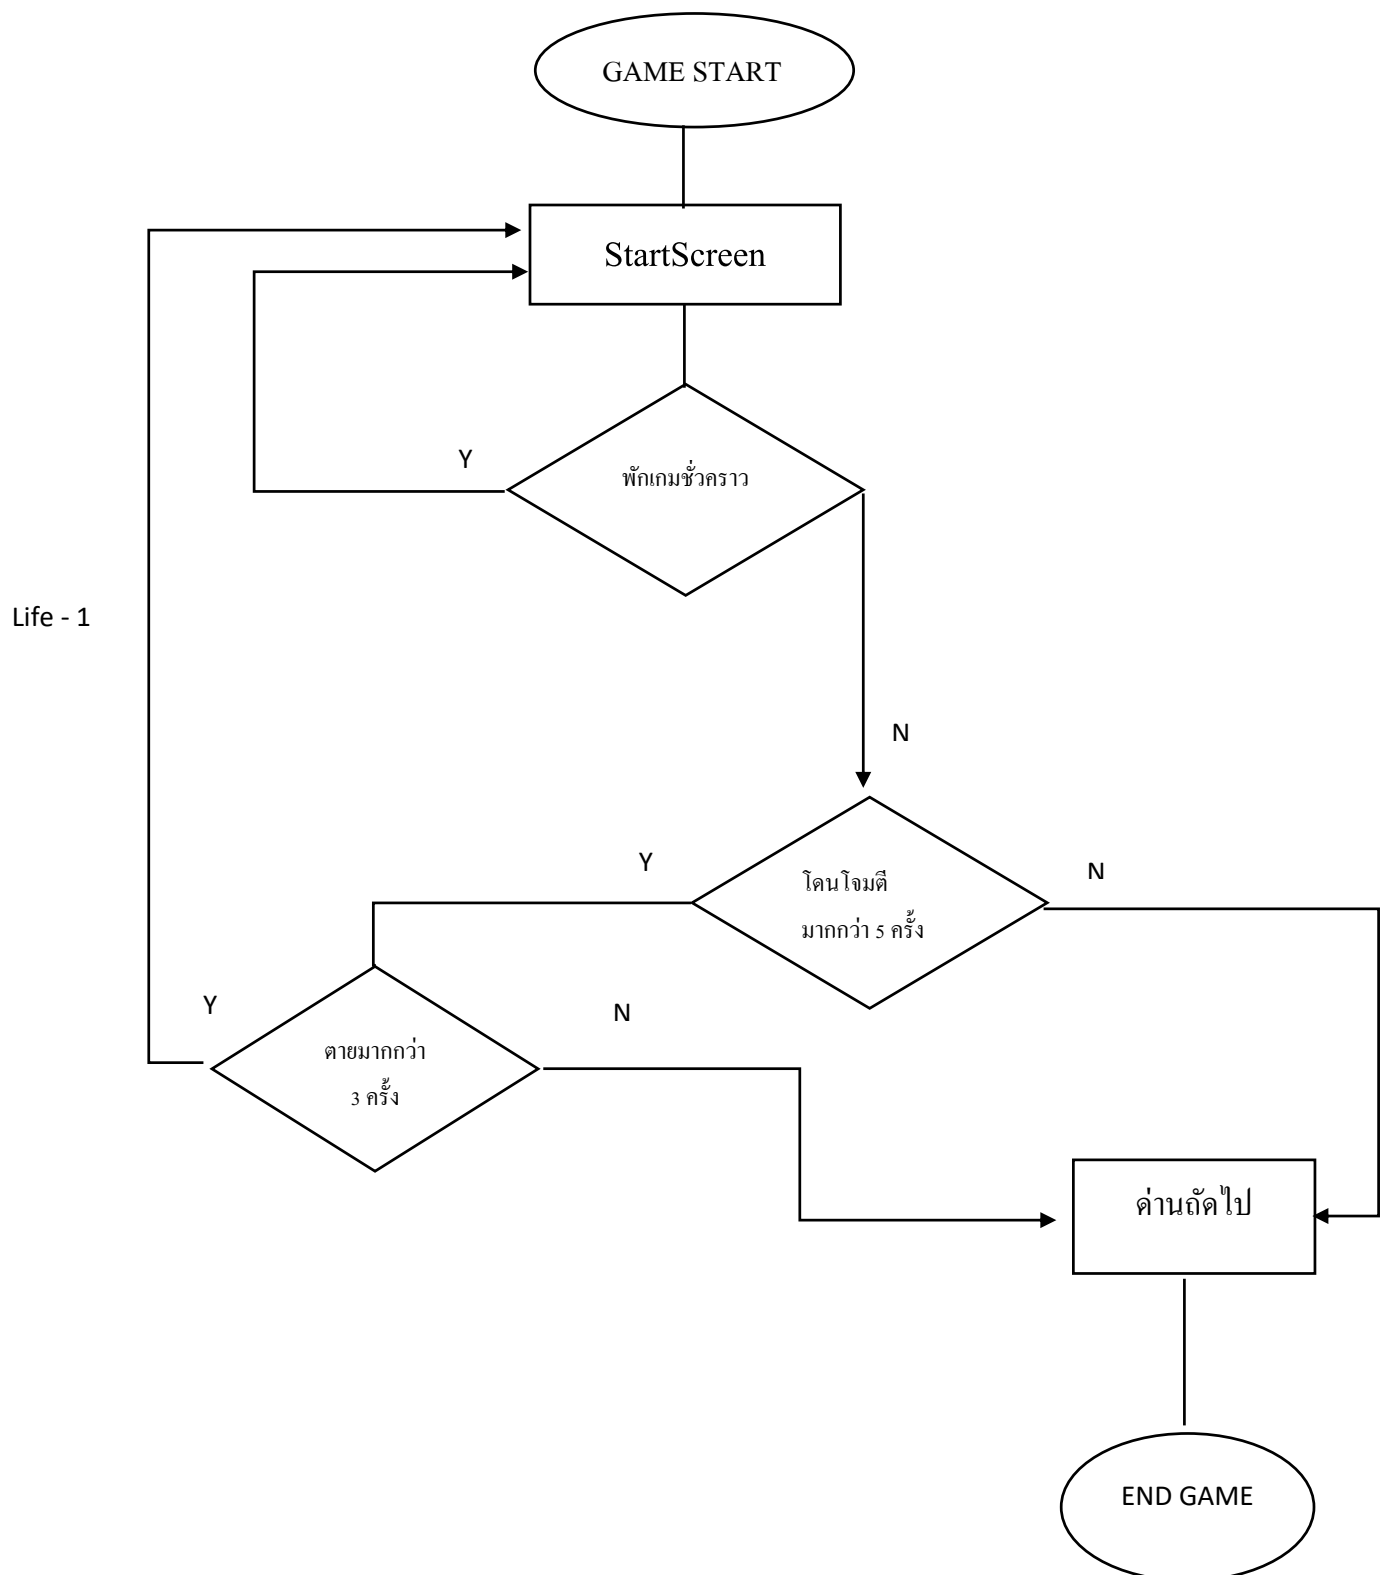 GAME START
StartScreen
Y
พักเกมชั่วคราว
Life - 1
N
Y
โดนโจมตี
มากกว่า 5 ครั้ง
N
Y
ตายมากกว่า
3 ครั้ง
N
ด่านถัดไป
END GAME